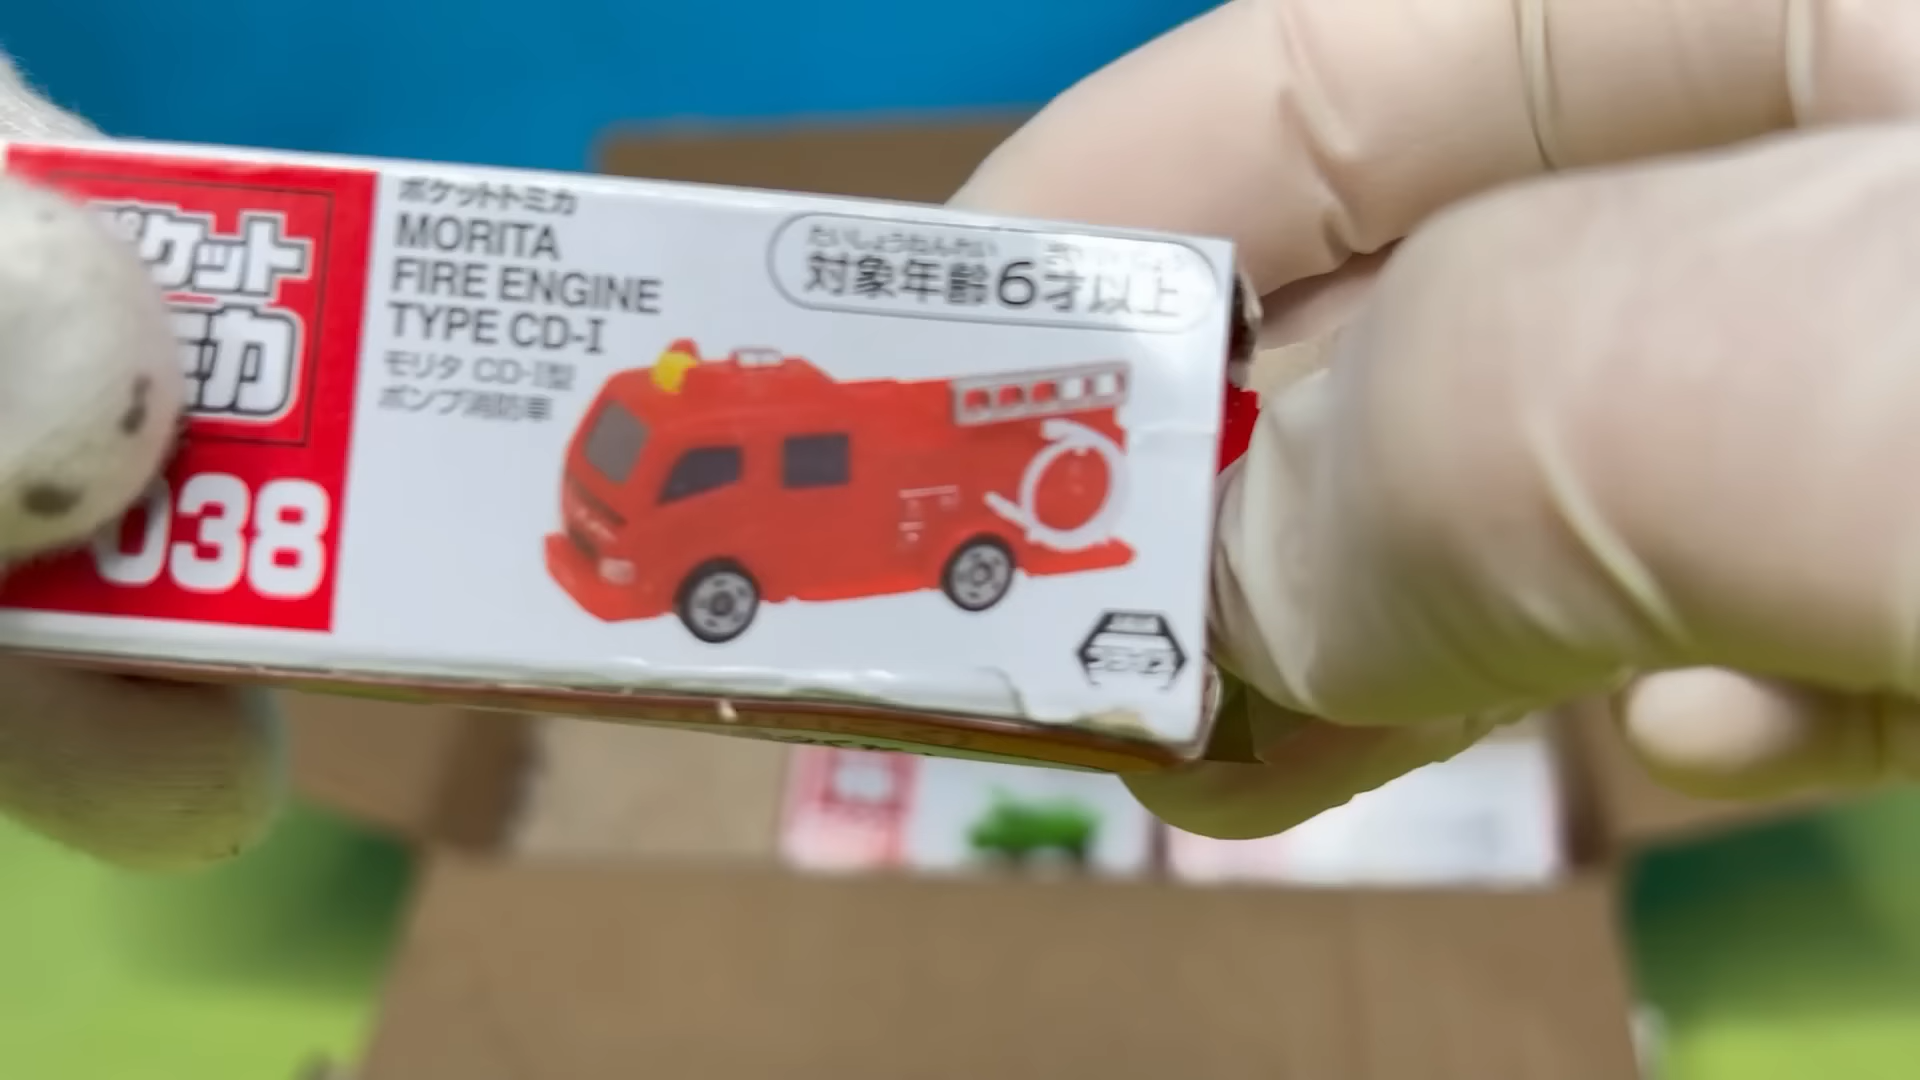 ポケット
038
ポケットトミカ
MORITA
FIRE ENGINE
TYPE CD-I
モリタ CD-I型
ポンプ消防車
たいしょうねんれい
対象年齢6才以上